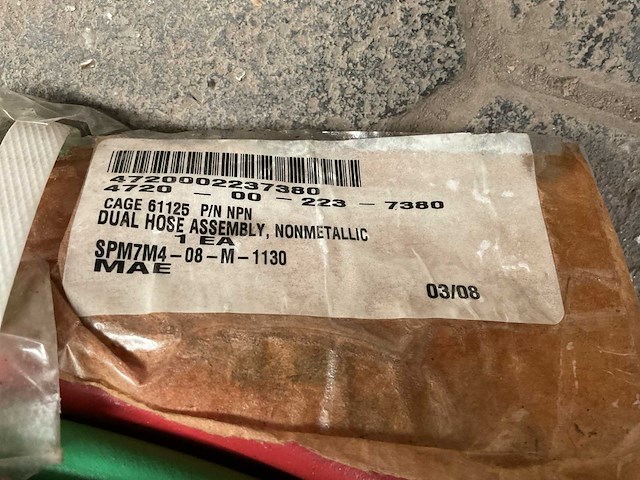 4720002237380
4720 - 00 - 223 - 7380
CAGE 61125 P/N NPN
DUAL HOSE ASSEMBLY, NONMETALLIC
1 EA
SPM7M4-08-M-1130
MAE
03/08